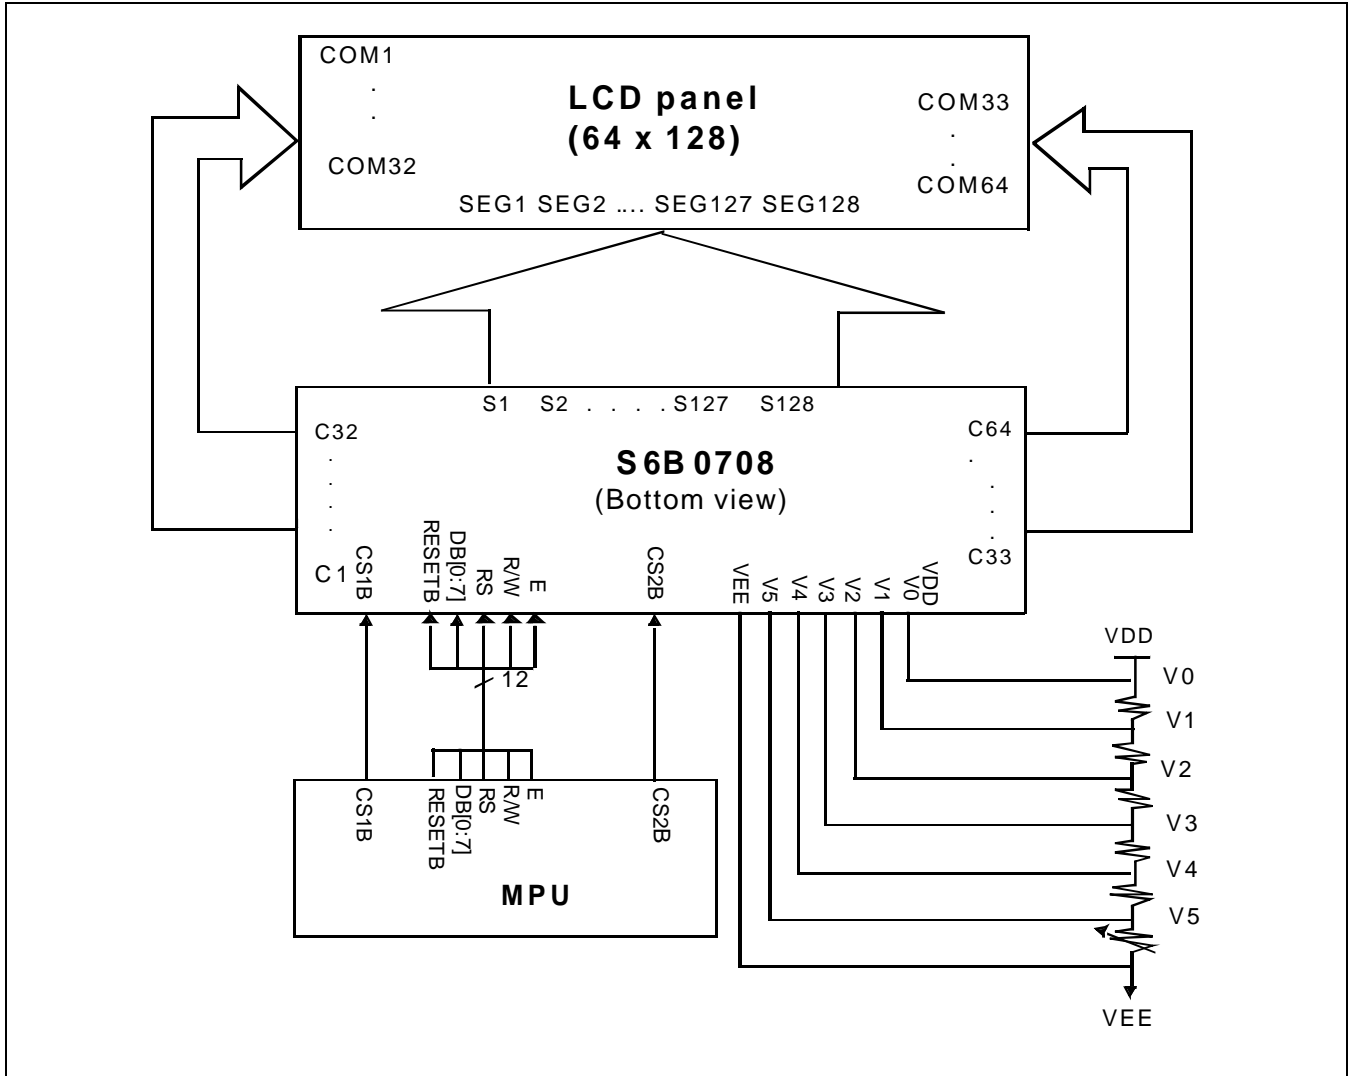 COM1
.
.
COM32
LCD panel
(64 x 128)
COM33
.
.
COM64
SEG1 SEG2 .... SEG127 SEG128
S1 S2 . . . . S127 S128
C32
.
.
.
.
C1
S6B0708
(Bottom view)
C64
.
.
.
.
C33
CS1B
RESETB
DB[0:7]
RS
R/W
E
CS2B
VEE
V5
V4
V3
V2
V1
V0
VDD
12
CS1B
RESETB
DB[0:7]
RS
R/W
E
CS2B
MPU
VDD
V0
V1
V2
V3
V4
V5
VEE